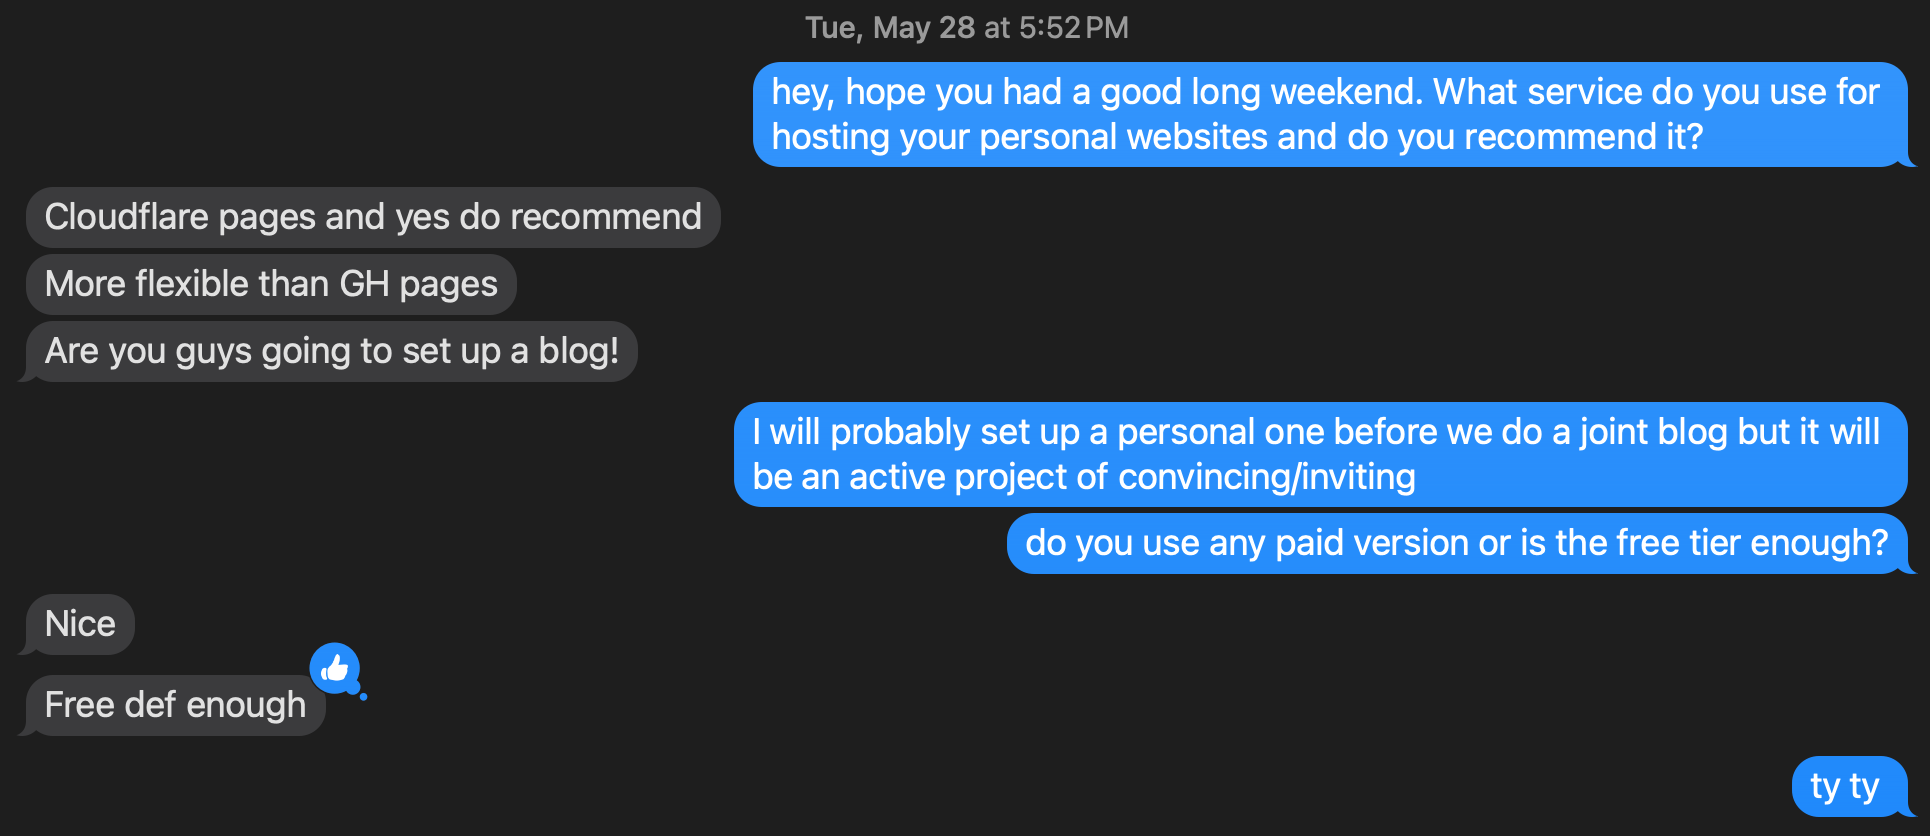 Tue, May 28 at 5:52 PM
hey, hope you had a good long weekend. What service do you use for
hosting your personal websites and do you recommend it?
Cloudflare pages and yes do recommend
More flexible than GH pages
Are you guys going to set up a blog!
I will probably set up a personal one before we do a joint blog but it will
be an active project of convincing/inviting
do you use any paid version or is the free tier enough?
Nice
Free def enough
ty ty